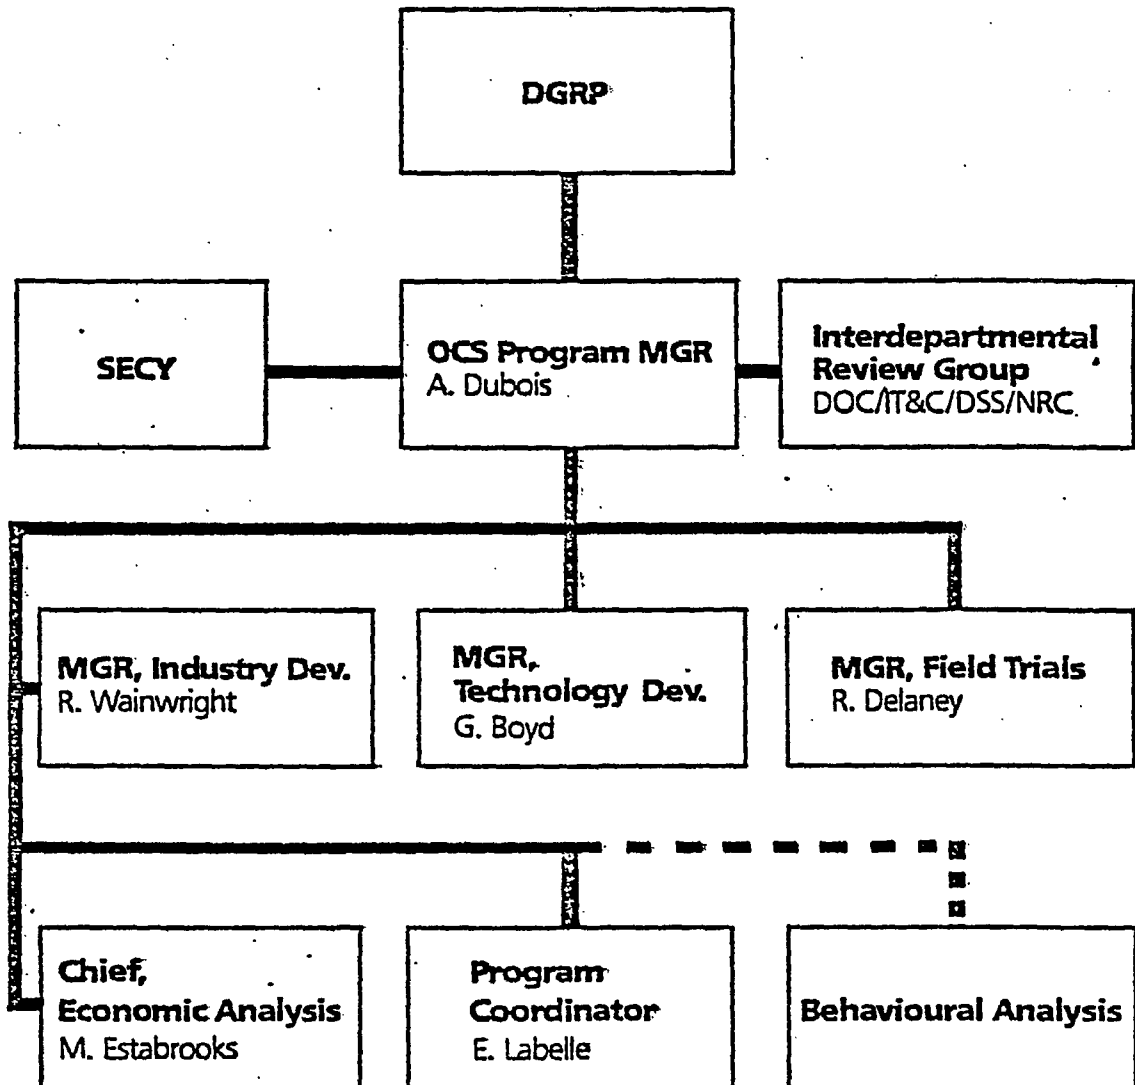 DGRP
SECY
OCS Program MGR
A. Dubois
Interdepartmental
Review Group
DOC/IT&C/DSS/NRC
MGR, Industry Dev.
R. Wainwright
MGR,
Technology Dev.
G. Boyd
MGR, Field Trials
R. Delaney
Chief,
Economic Analysis
M. Estabrooks
Program
Coordinator
E. Labelle
Behavioural Analysis